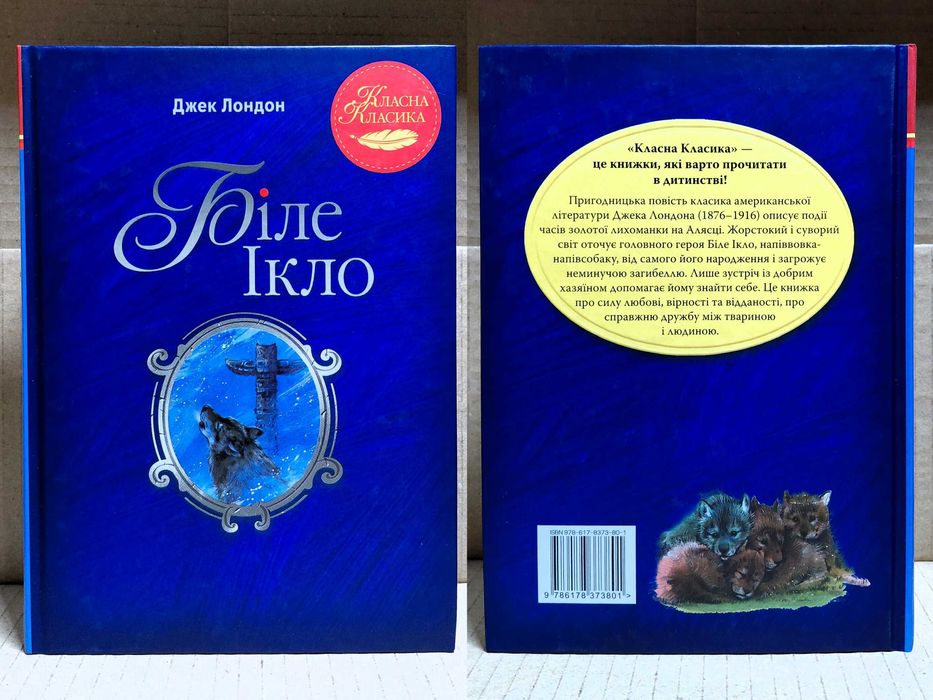 Джек Лондон
Класна
Класика
Біле
Ікло
«Класна Класика» —
це книжки, які варто прочитати
в дитинстві!
Пригодницька повість класика американської
літератури Джека Лондона (1876–1916) описує події
часів золотої лихоманки на Алясці. Жорстокий і суворий
світ оточує головного героя Біле Ікло, напіввовка-
напівсобаку, від самого його народження і загрожує
неминучою загибеллю. Лише зустріч із добрим
хазяїном допомагає йому знайти себе. Це книжка
про силу любові, вірності та відданості, про
справжню дружбу між твариною
і людиною.
ISBN 978-617-8373-80-1
9 786178 373801 >